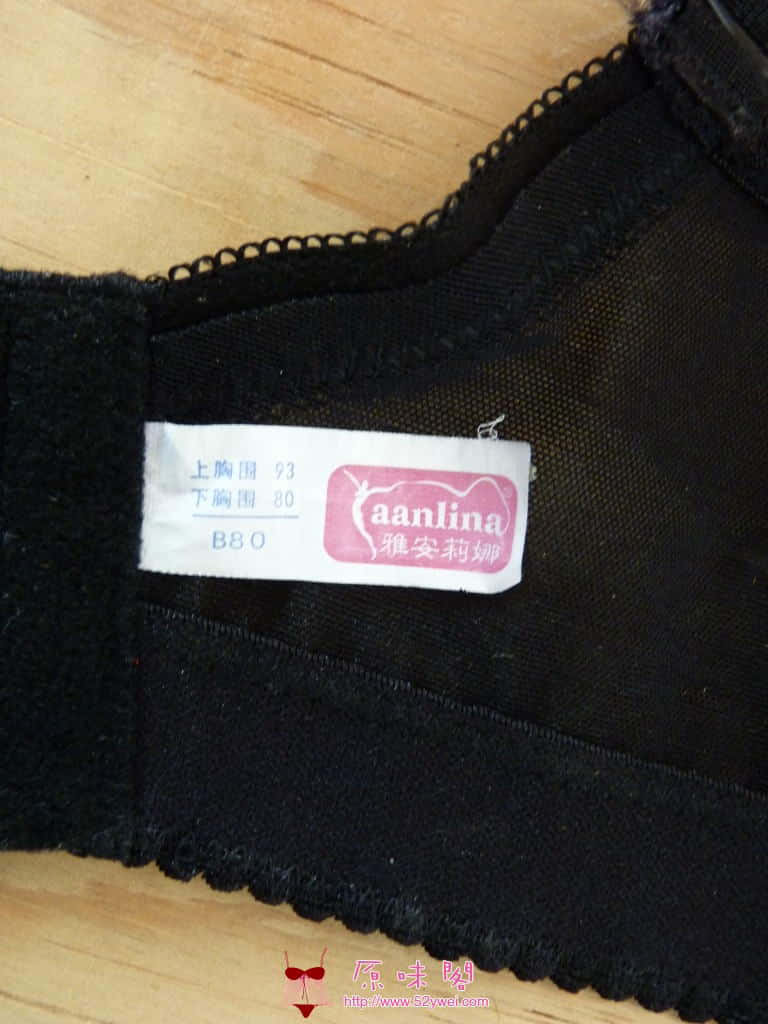 上胸围 93
下胸围 80
B80
aanlina
雅安莉娜
原味閣
http://www.52ywei.com